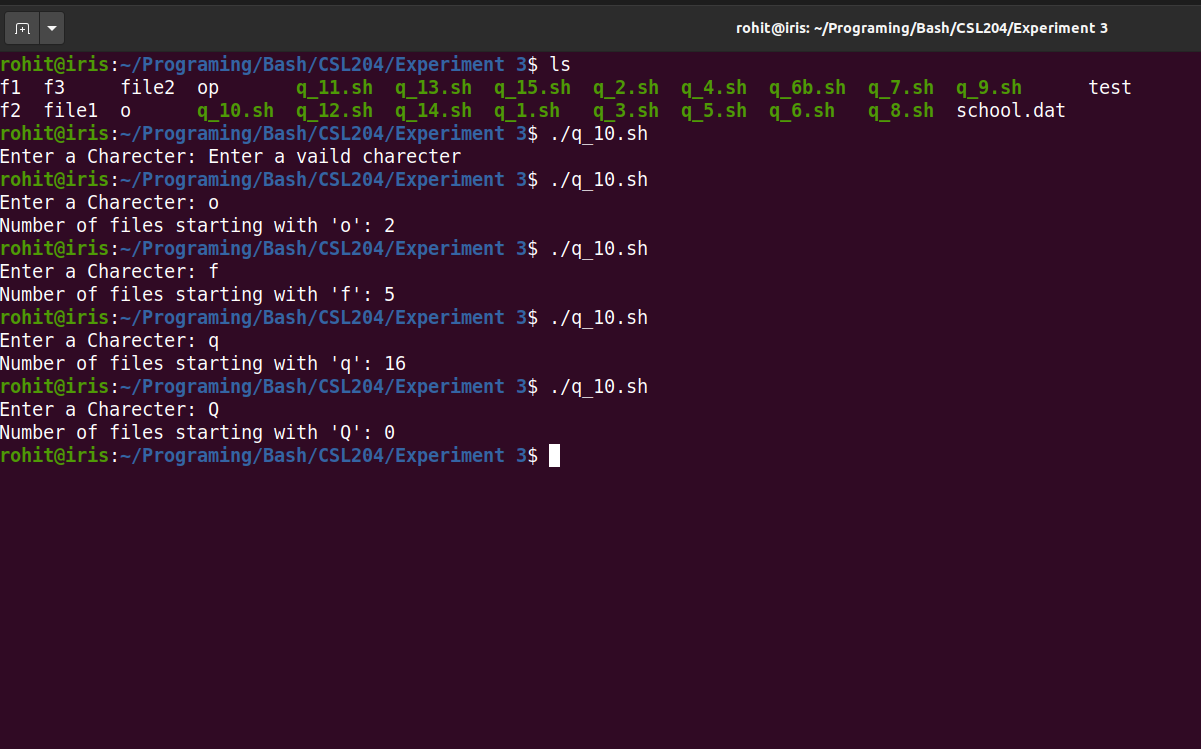 rohit@iris: ~/Programing/Bash/CSL204/Experiment 3
rohit@iris:~/Programing/Bash/CSL204/Experiment 3$ ls
f1  f3     file2  op       q_11.sh  q_13.sh  q_15.sh  q_2.sh  q_4.sh  q_6b.sh  q_7.sh  q_9.sh      test
f2  file1  o      q_10.sh  q_12.sh  q_14.sh  q_1.sh   q_3.sh  q_5.sh  q_6.sh   q_8.sh  school.dat
rohit@iris:~/Programing/Bash/CSL204/Experiment 3$ ./q_10.sh
Enter a Charecter: Enter a vaild charecter
rohit@iris:~/Programing/Bash/CSL204/Experiment 3$ ./q_10.sh
Enter a Charecter: o
Number of files starting with 'o': 2
rohit@iris:~/Programing/Bash/CSL204/Experiment 3$ ./q_10.sh
Enter a Charecter: f
Number of files starting with 'f': 5
rohit@iris:~/Programing/Bash/CSL204/Experiment 3$ ./q_10.sh
Enter a Charecter: q
Number of files starting with 'q': 16
rohit@iris:~/Programing/Bash/CSL204/Experiment 3$ ./q_10.sh
Enter a Charecter: Q
Number of files starting with 'Q': 0
rohit@iris:~/Programing/Bash/CSL204/Experiment 3$